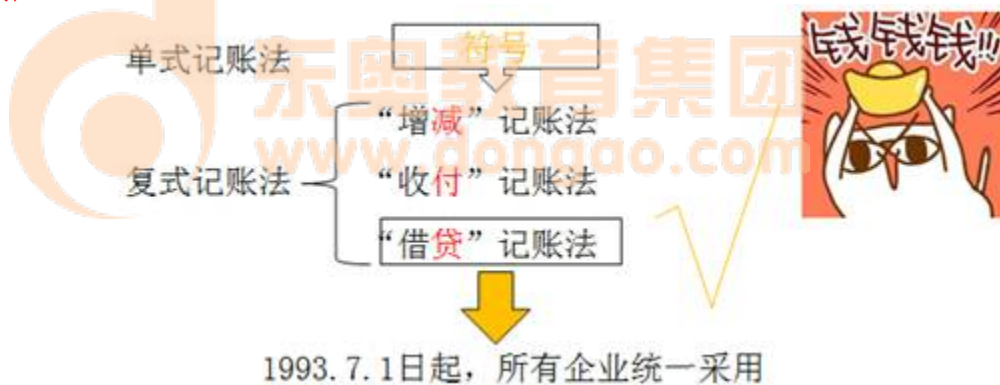 单式记账法
符号
钱钱钱!!!
东奥教育集团
“增减”记账法
www.dongao.com
复式记账法
“收付”记账法
“借贷”记账法
1993.7.1日起，所有企业统一采用